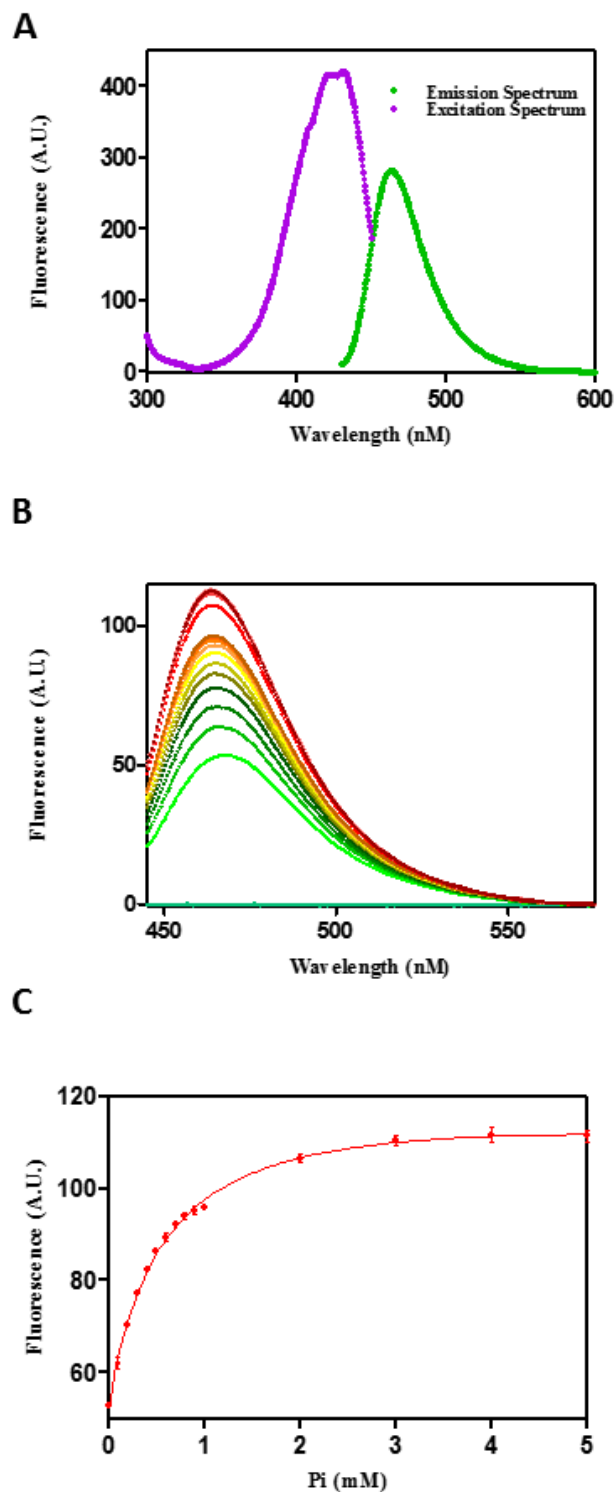 A
Fluorescence (A.U.)
400
300
200
100
0
Emission Spectrum
Excitation Spectrum
300
400
500
600
Wavelength (nM)
B
Fluorescence (A.U.)
100
50
0
450
500
550
Wavelength (nM)
C
Fluorescence (A.U.)
120
100
80
60
0
1
2
3
4
5
Pi (mM)